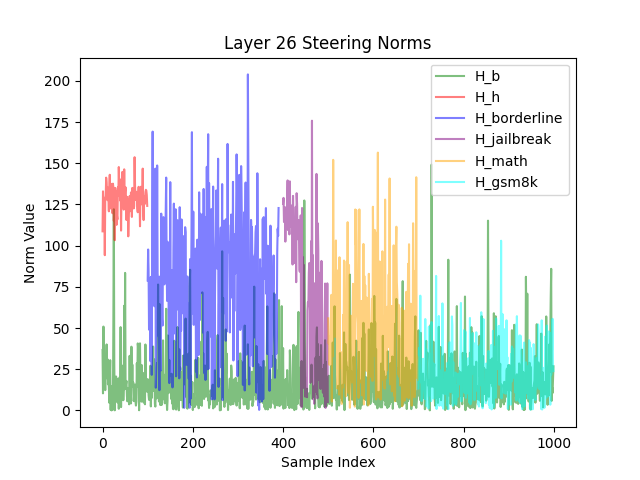 Layer 26 Steering Norms
H_b
H_h
H_borderline
H_jailbreak
H_math
H_gsm8k
Norm Value
200
175
150
125
100
75
50
25
0
0
200
400
600
800
1000
Sample Index